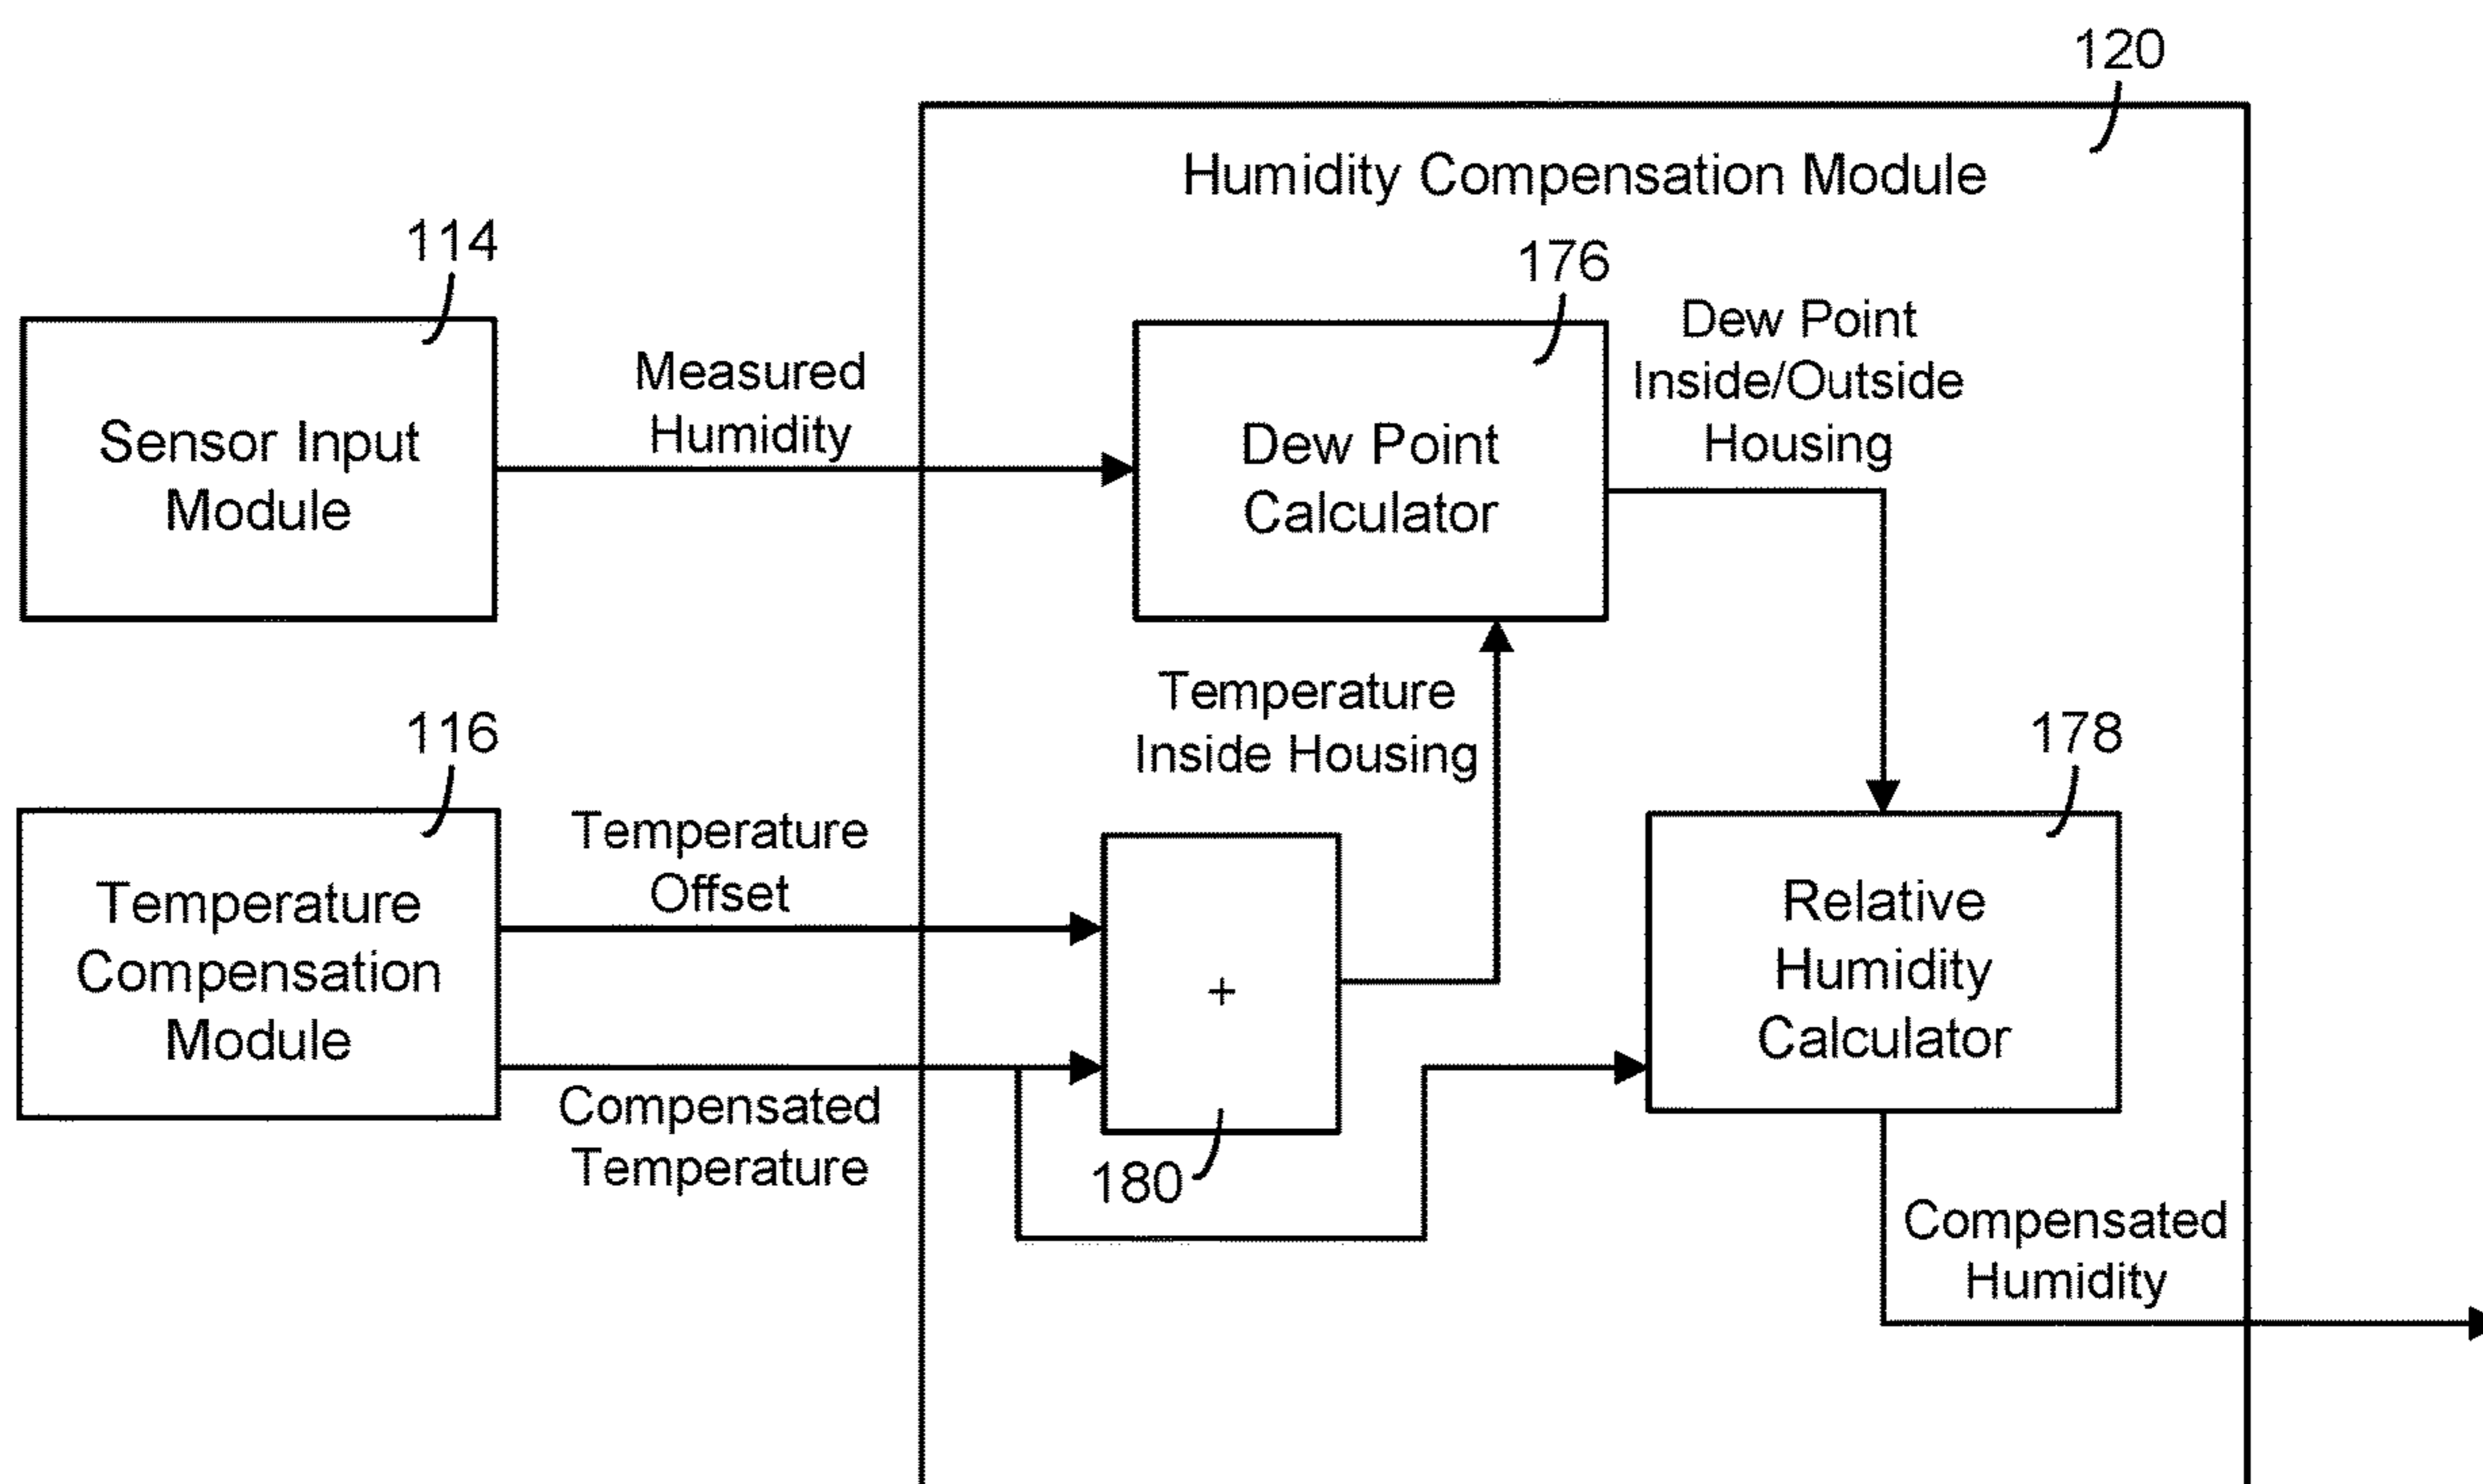 120
Humidity Compensation Module
114
Sensor Input
Module
Measured
Humidity
176
Dew Point
Calculator
Dew Point
Inside/Outside
Housing
Temperature
Inside Housing
116
Temperature
Compensation
Module
Temperature
Offset
Compensated
Temperature
+
180
178
Relative
Humidity
Calculator
Compensated
Humidity